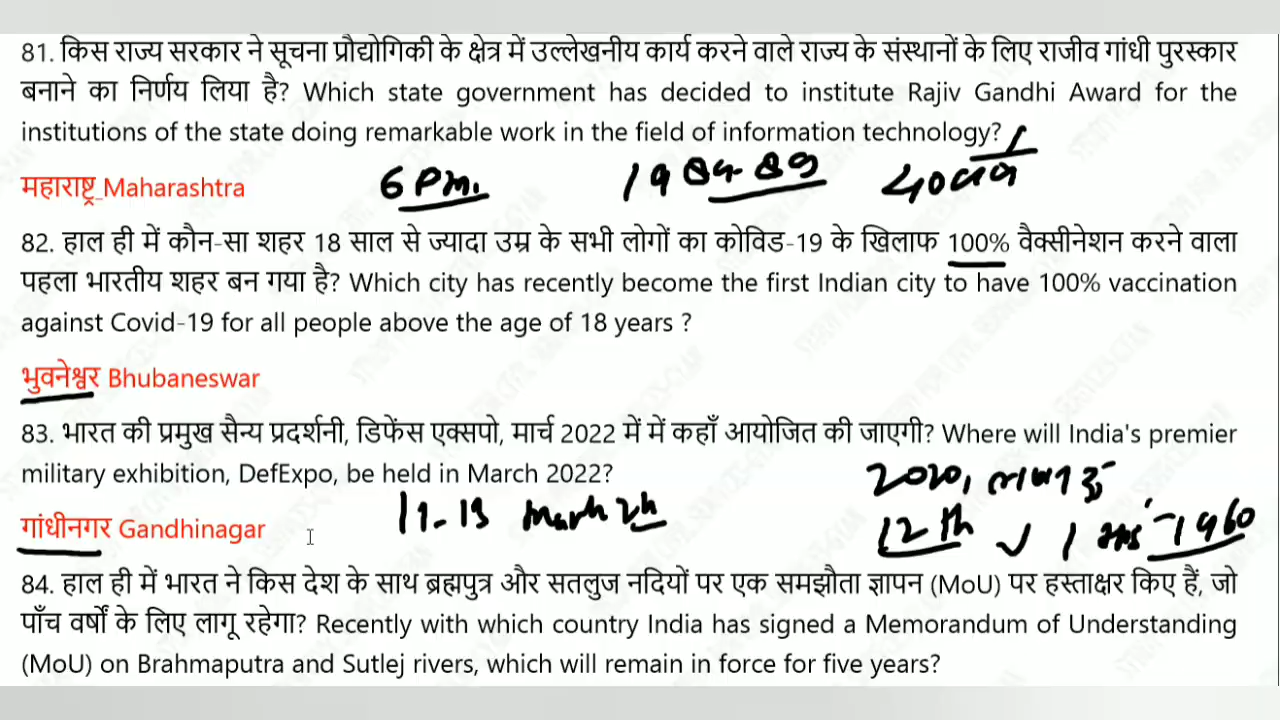 81. किस राज्य सरकार ने सूचना प्रौद्योगिकी के क्षेत्र में उल्लेखनीय कार्य करने वाले राज्य के संस्थानों के लिए राजीव गांधी पुरस्कार
बनाने का निर्णय लिया है? Which state government has decided to institute Rajiv Gandhi Award for the
institutions of the state doing remarkable work in the field of information technology?
महाराष्ट्र_Maharashtra 6 Pm. 1984-89
82. हाल ही में कौन-सा शहर 18 साल से ज्यादा उम्र के सभी लोगों का कोविड-19 के खिलाफ 100% वैक्सीनेशन करने वाला
पहला भारतीय शहर बन गया है? Which city has recently become the first Indian city to have 100% vaccination
against Covid-19 for all people above the age of 18 years ?
भुवनेश्वर Bhubaneswar
83. भारत की प्रमुख सैन्य प्रदर्शनी, डिफेंस एक्सपो, मार्च 2022 में में कहाँ आयोजित की जाएगी? Where will India's premier
military exhibition, DefExpo, be held in March 2022?
2020,
गांधीनगर Gandhinagar 11-13 March 12th 1 1960
84. हाल ही में भारत ने किस देश के साथ ब्रह्मपुत्र और सतलुज नदियों पर एक समझौता ज्ञापन (MoU) पर हस्ताक्षर किए हैं, जो
पाँच वर्षों के लिए लागू रहेगा? Recently with which country India has signed a Memorandum of Understanding
(MoU) on Brahmaputra and Sutlej rivers, which will remain in force for five years?